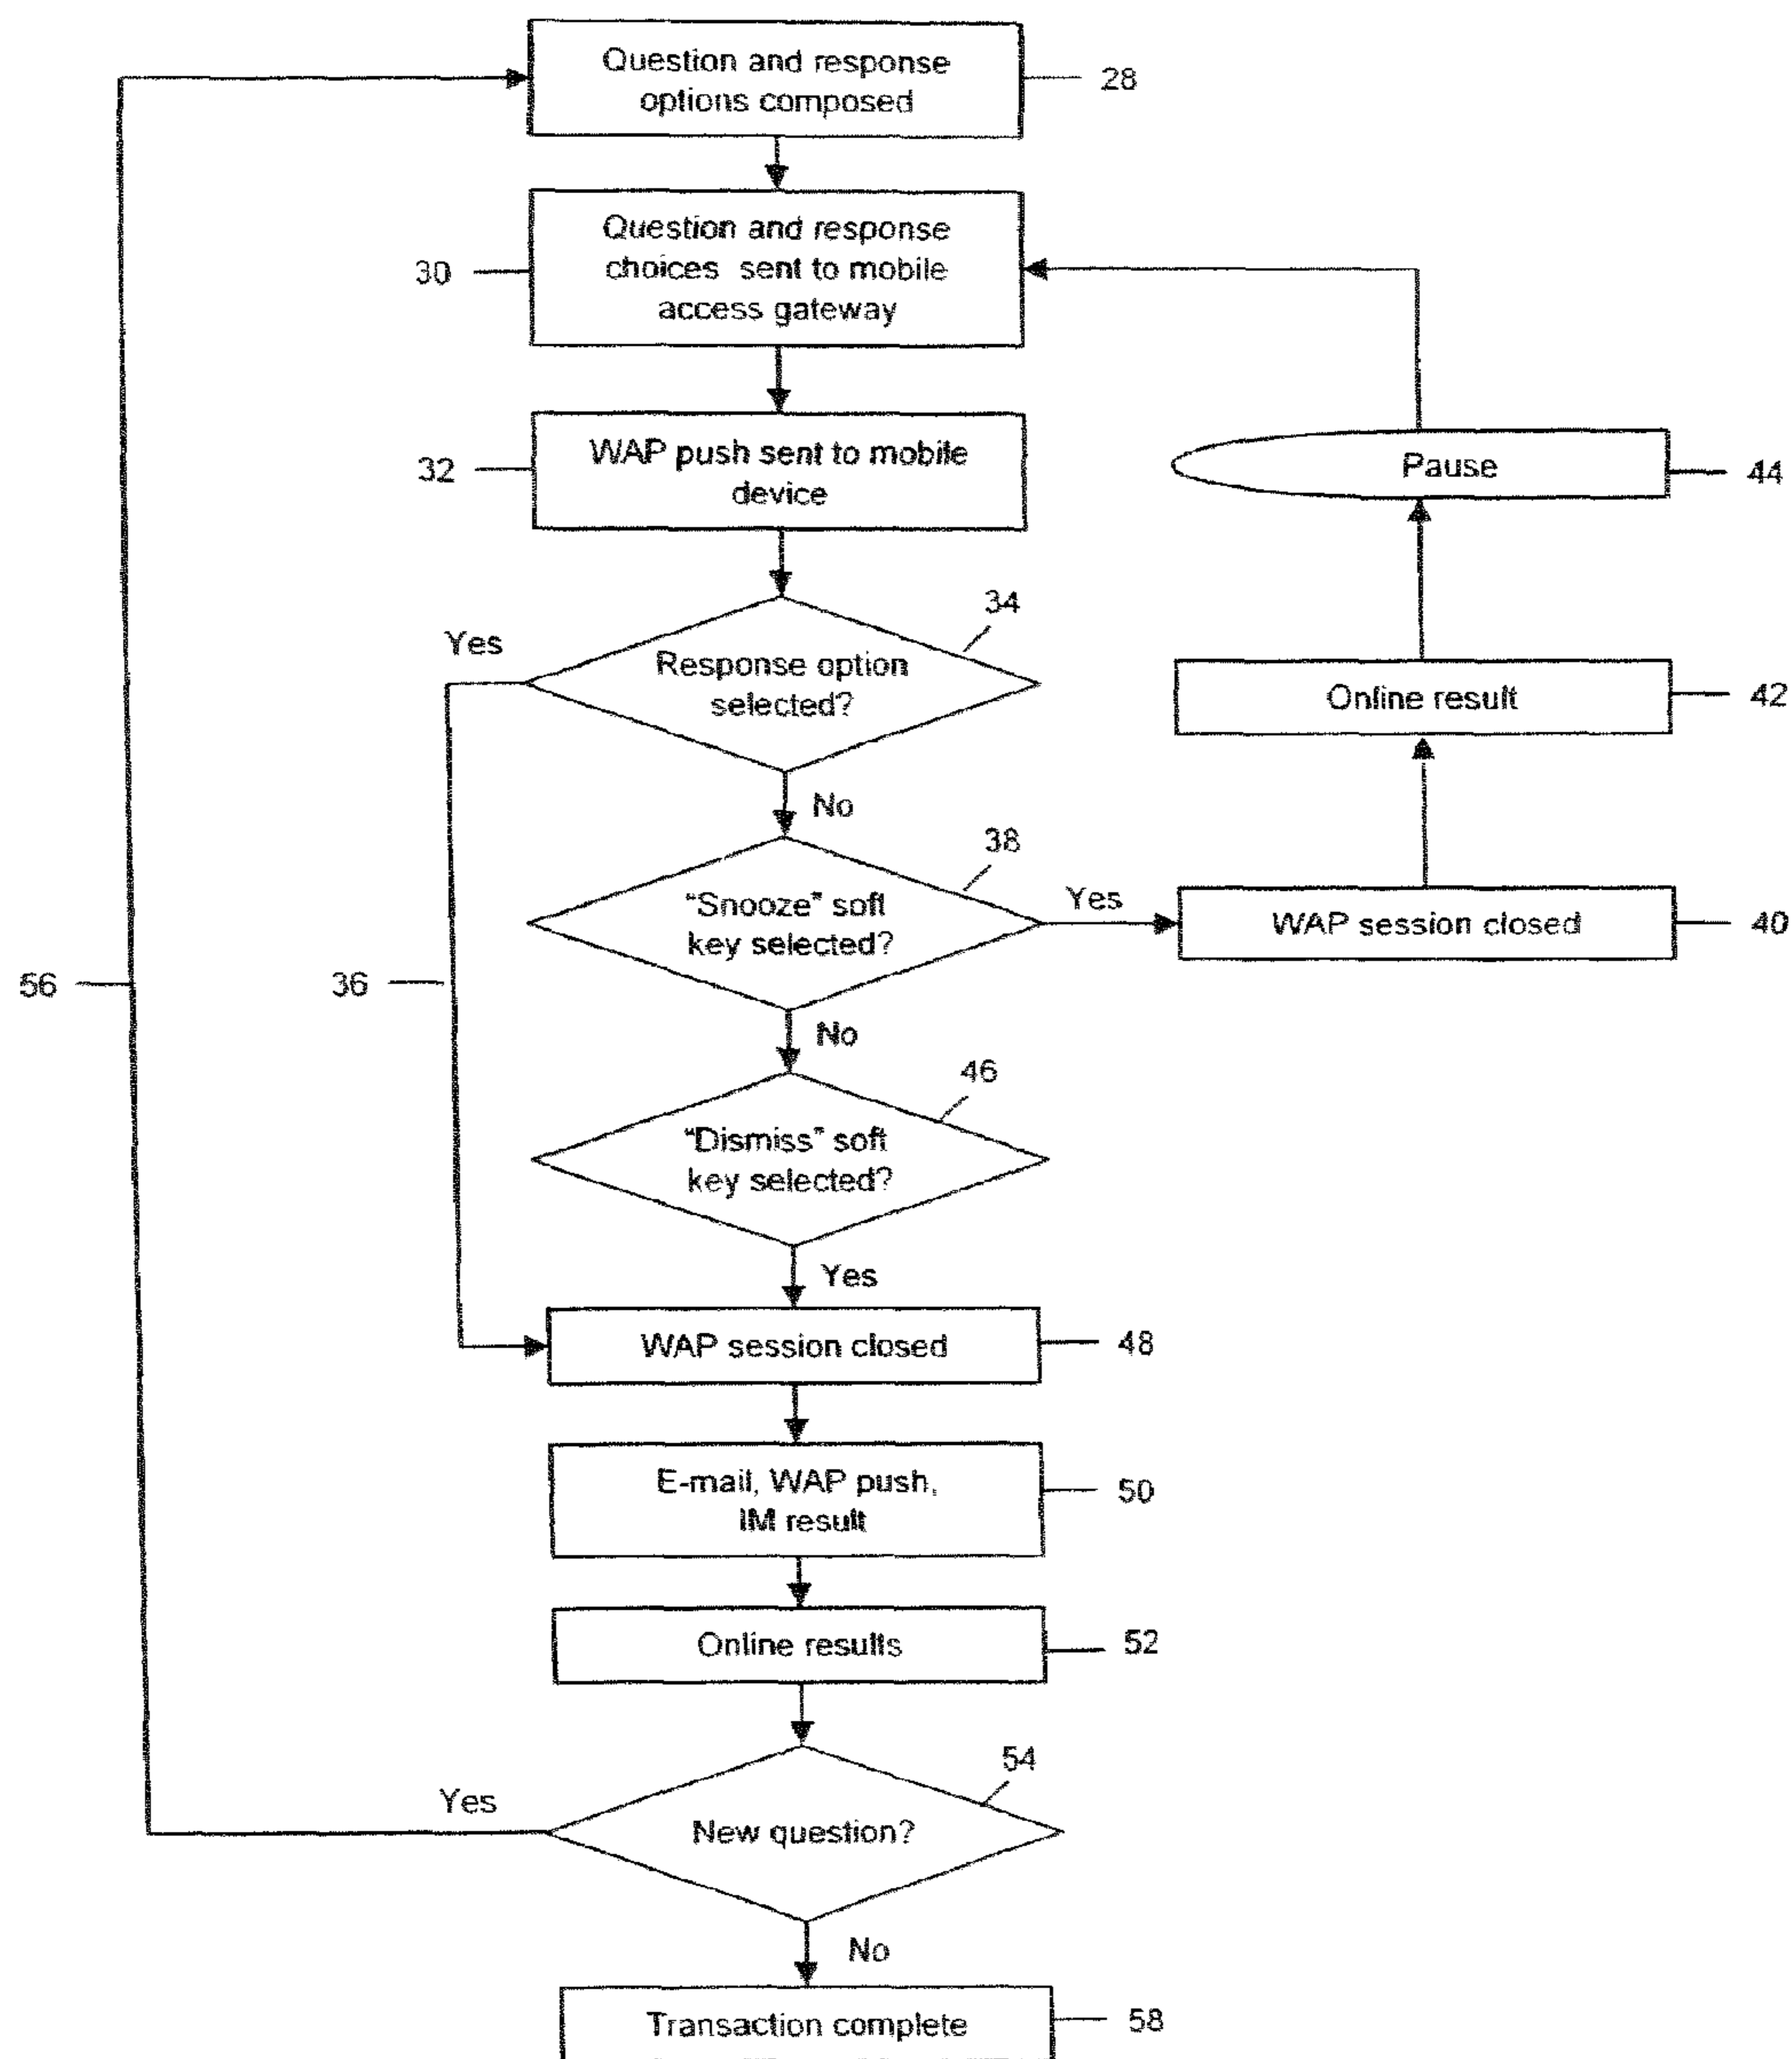 Question and response
options composed
28
Question and response
choices sent to mobile
access gateway
30
WAP push sent to mobile
device
32
Pause
44
34
Yes
Response option
selected?
Online result
42
No
38
"Snooze" soft
key selected?
Yes
WAP session closed
40
56
36
No
46
"Dismiss" soft
key selected?
Yes
WAP session closed
48
E-mail, WAP push,
IM result
50
Online results
52
54
Yes
New question?
No
Transaction complete
58